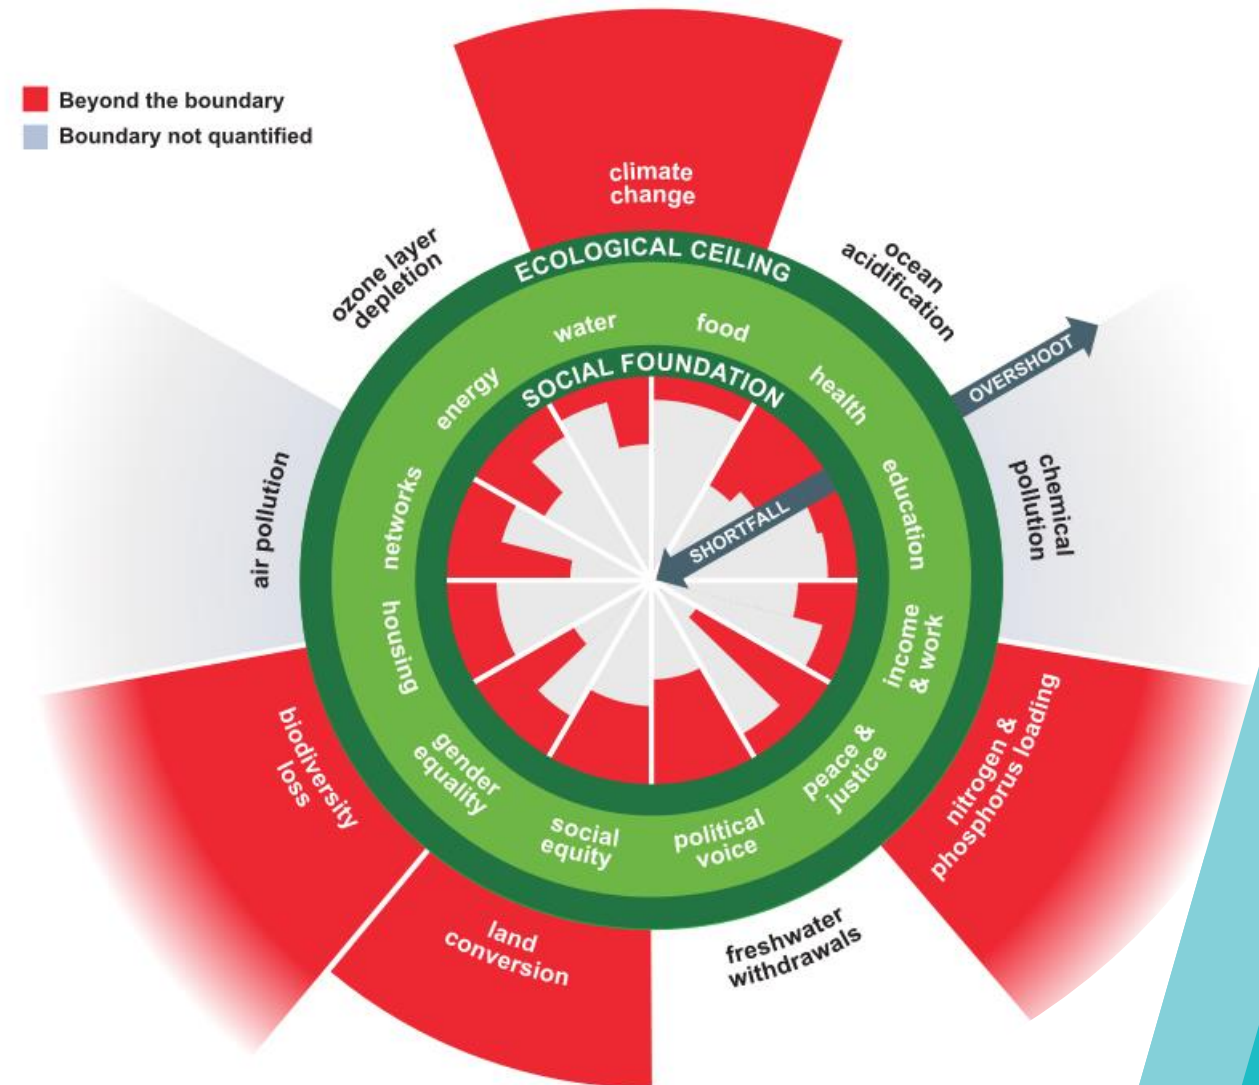 Beyond the boundary
Boundary not quantified
climate
change
ozone layer
depletion
ECOLOGICAL CEILING
ocean
acidification
water
food
energy
SOCIAL FOUNDATION
health
OVERSHOOT
networks
education
air pollution
SHORTFALL
chemical
pollution
housing
income
& work
biodiversity
loss
gender
equality
peace &
justice
nitrogen &
phosphorus loading
social
equity
political
voice
land
conversion
freshwater
withdrawals